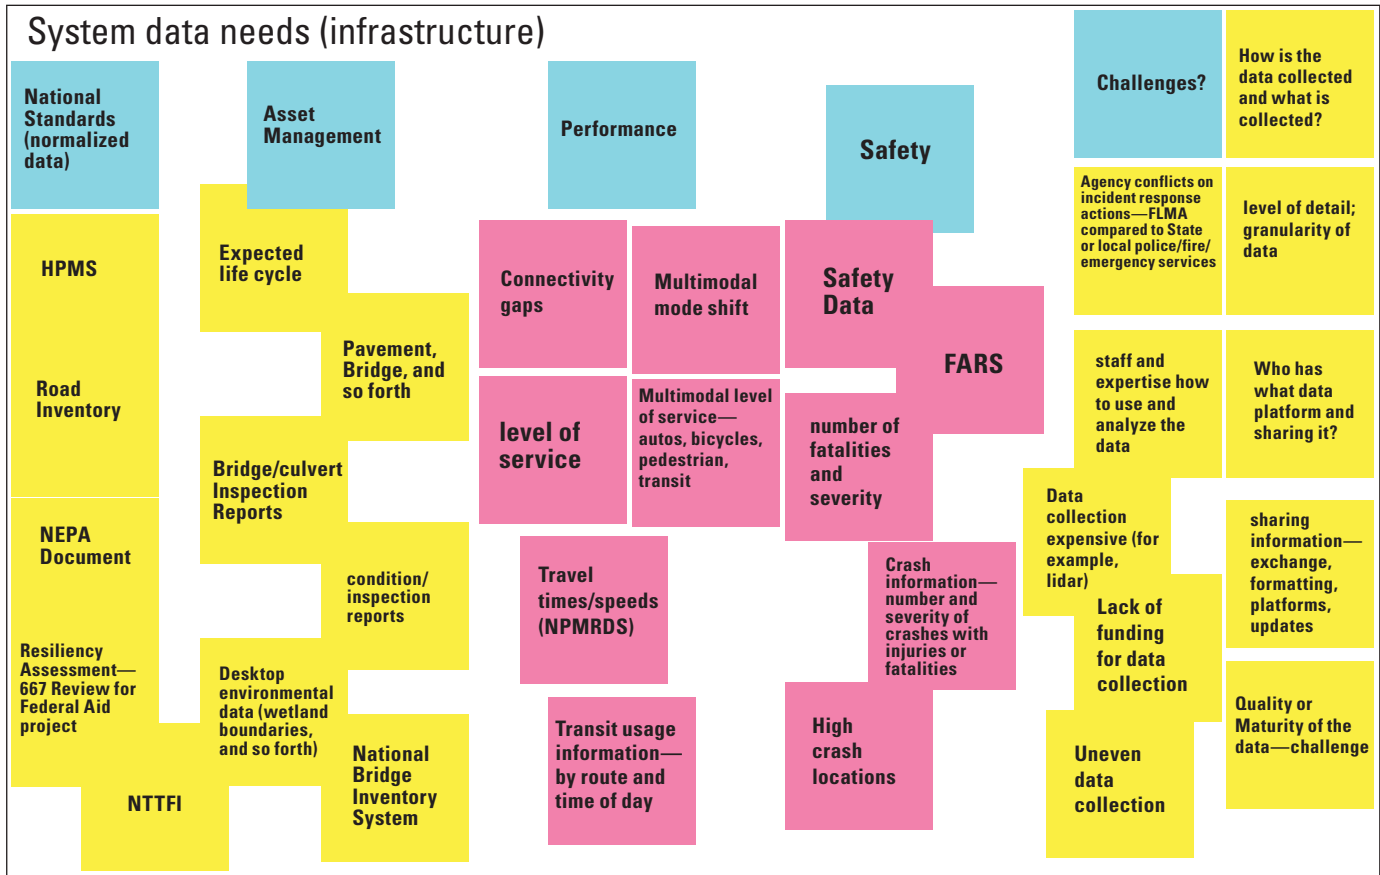 System data needs (infrastructure)
National
Standards
(normalized
data)
HPMS
Road
Inventory
NEPA
Document
Resiliency
Assessment—
667 Review for
Federal Aid
project
NTTFI
Asset
Management
Expected
life cycle
Pavement,
Bridge, and
so forth
Bridge/culvert
Inspection
Reports
condition/
inspection
reports
Desktop
environmental
data (wetland
boundaries,
and so forth)
National
Bridge
Inventory
System
Performance
Connectivity
gaps
Multimodal
mode shift
level of
service
Multimodal level
of service—
autos, bicycles,
pedestrian,
transit
Travel
times/speeds
(NPMRDS)
Transit usage
information—
by route and
time of day
Safety
Safety
Data
FARS
number of
fatalities
and
severity
Crash
information—
number and
severity of
crashes with
injuries or
fatalities
High
crash
locations
Challenges?
How is the
data collected
and what is
collected?
Agency conflicts on
incident response
actions—FLMA
compared to State
or local police/fire/
emergency services
level of detail;
granularity of
data
staff and
expertise how
to use and
analyze the
data
Who has
what data
platform and
sharing it?
Data
collection
expensive (for
example,
lidar)
sharing
information—
exchange,
formatting,
platforms,
updates
Lack of
funding
for data
collection
Quality or
Maturity of the
data—challenge
Uneven
data
collection